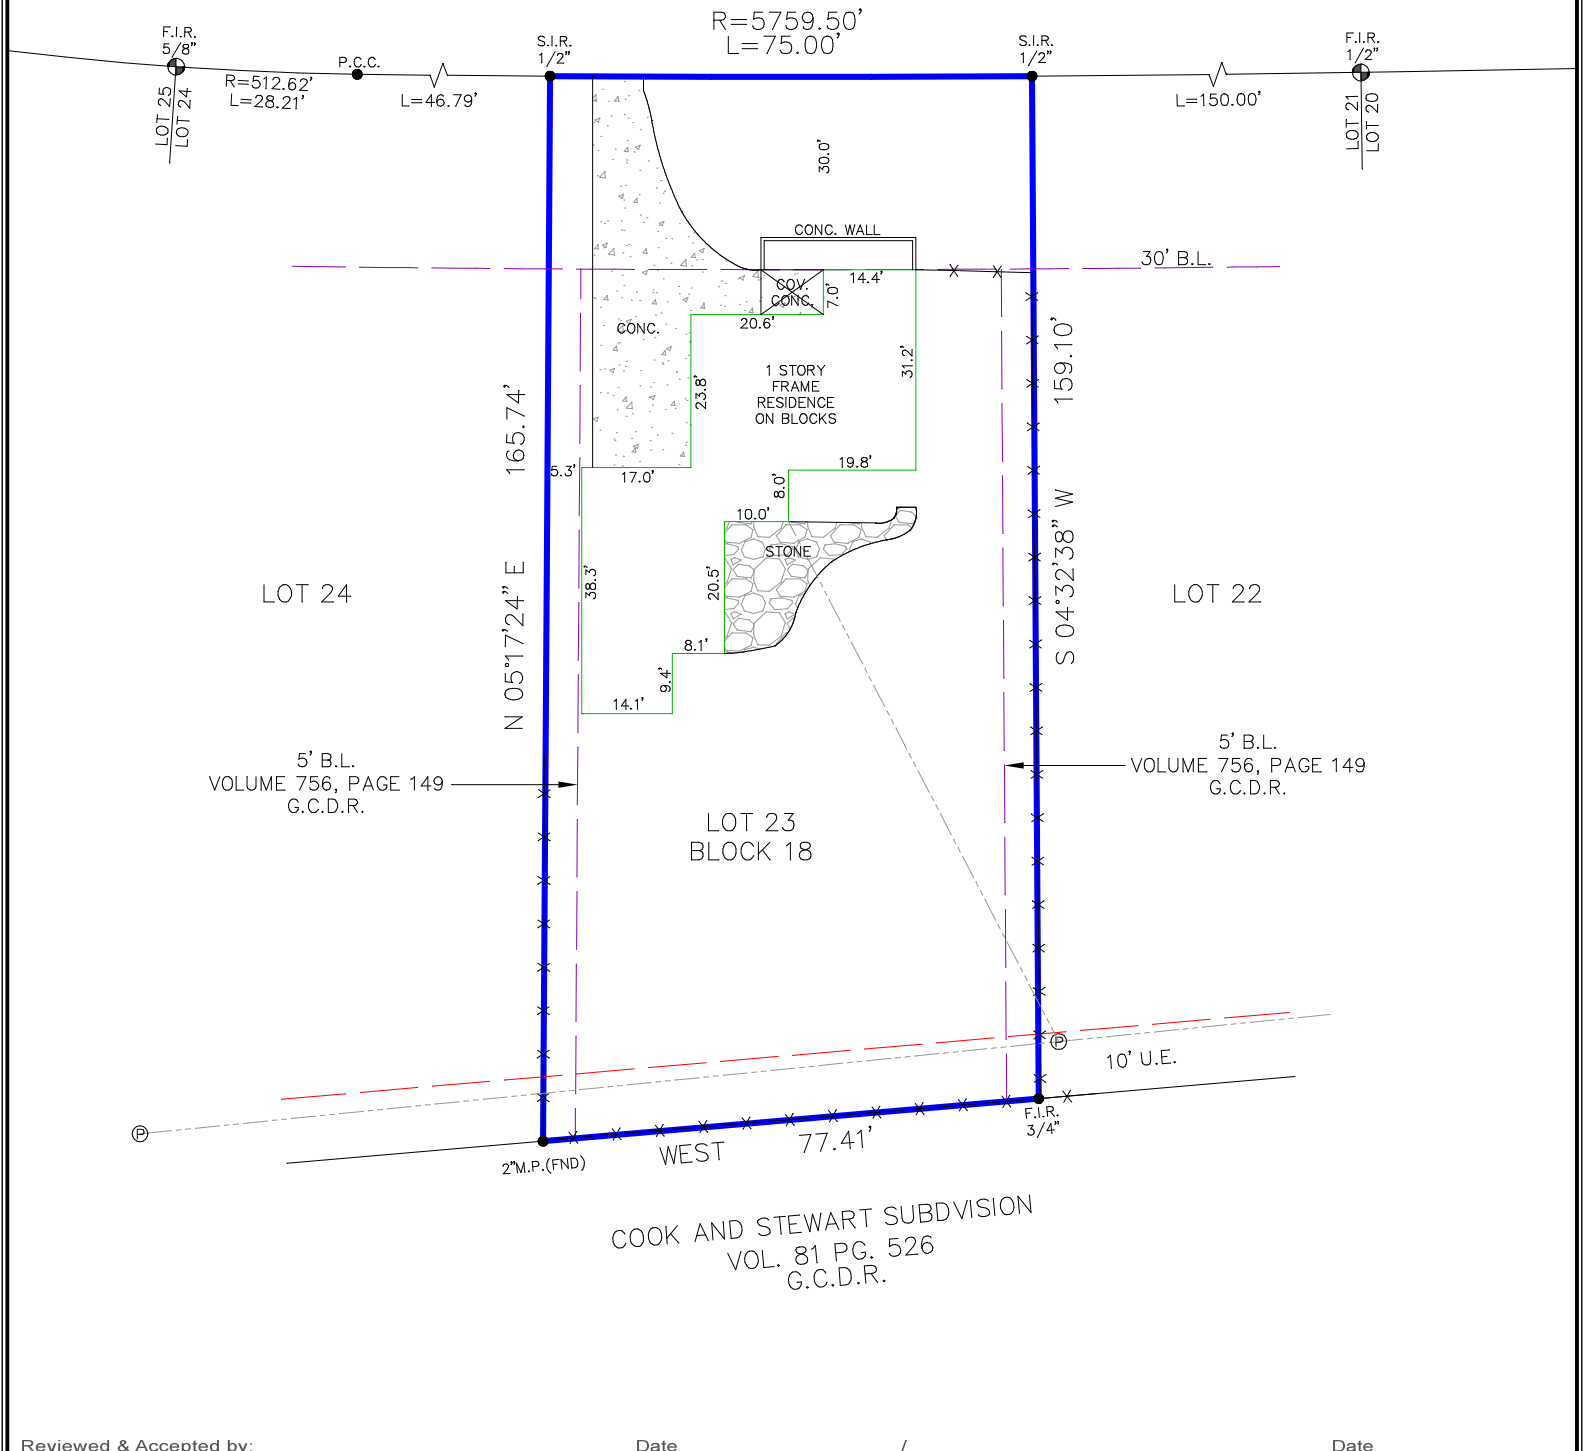 R=5759.50'
L=75.00'
F.I.R.
5/8"
P.C.C.
S.I.R.
1/2"
S.I.R.
1/2"
F.I.R.
1/2"
R=512.62'
L=28.21'
L=46.79'
L=150.00'
LOT 25
LOT 24
LOT 21
LOT 20
30.0'
CONC. WALL
30' B.L.
COV.
CONC.
14.4'
7.0'
20.6'
CONC.
1 STORY
FRAME
RESIDENCE
ON BLOCKS
23.8'
31.2'
159.10'
165.74'
5.3'
17.0'
19.8'
8.0'
10.0'
STONE
38.3'
20.5'
LOT 24
LOT 22
N 05°17'24" E
S 04°32'38" W
8.1'
9.4'
14.1'
5' B.L.
VOLUME 756, PAGE 149
G.C.D.R.
5' B.L.
VOLUME 756, PAGE 149
G.C.D.R.
LOT 23
BLOCK 18
P
10' U.E.
P
F.I.R.
3/4"
WEST 77.41'
2"M.P.(FND)
COOK AND STEWART SUBDVISION
VOL. 81 PG. 526
G.C.D.R.
Reviewed & Accepted by: Date / Date